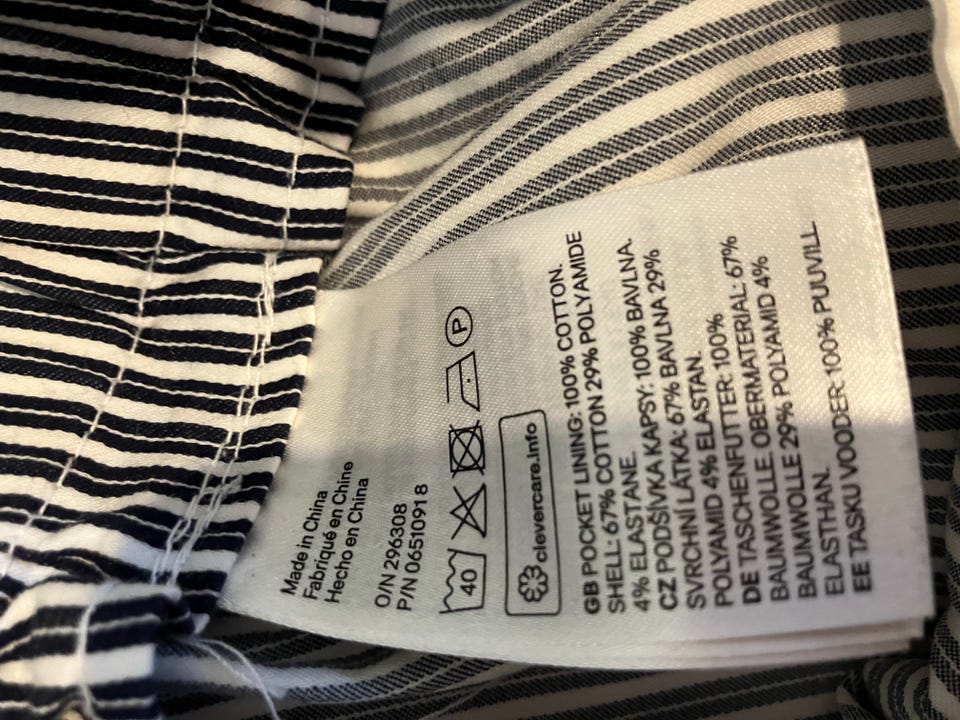 Made in China
Fabriqué en Chine
Hecho en China
O/N 296308
P/N 06510918
40
P
clevercare.info
GB POCKET LINING: 100% COTTON.
SHELL: 67% COTTON 29% POLYAMIDE
4% ELASTANE.
CZ PODŠÍVKA KAPSY: 100% BAVLNA.
SVRCHNÍ LÁTKA: 67% BAVLNA 29%
POLYAMID 4% ELASTAN.
DE TASCHENFUTTER: 100%
BAUMWOLLE. OBERMATERIAL: 67%
BAUMWOLLE 29% POLYAMID 4%
ELASTHAN.
EE TASKU VOODER: 100% PUUVILL.